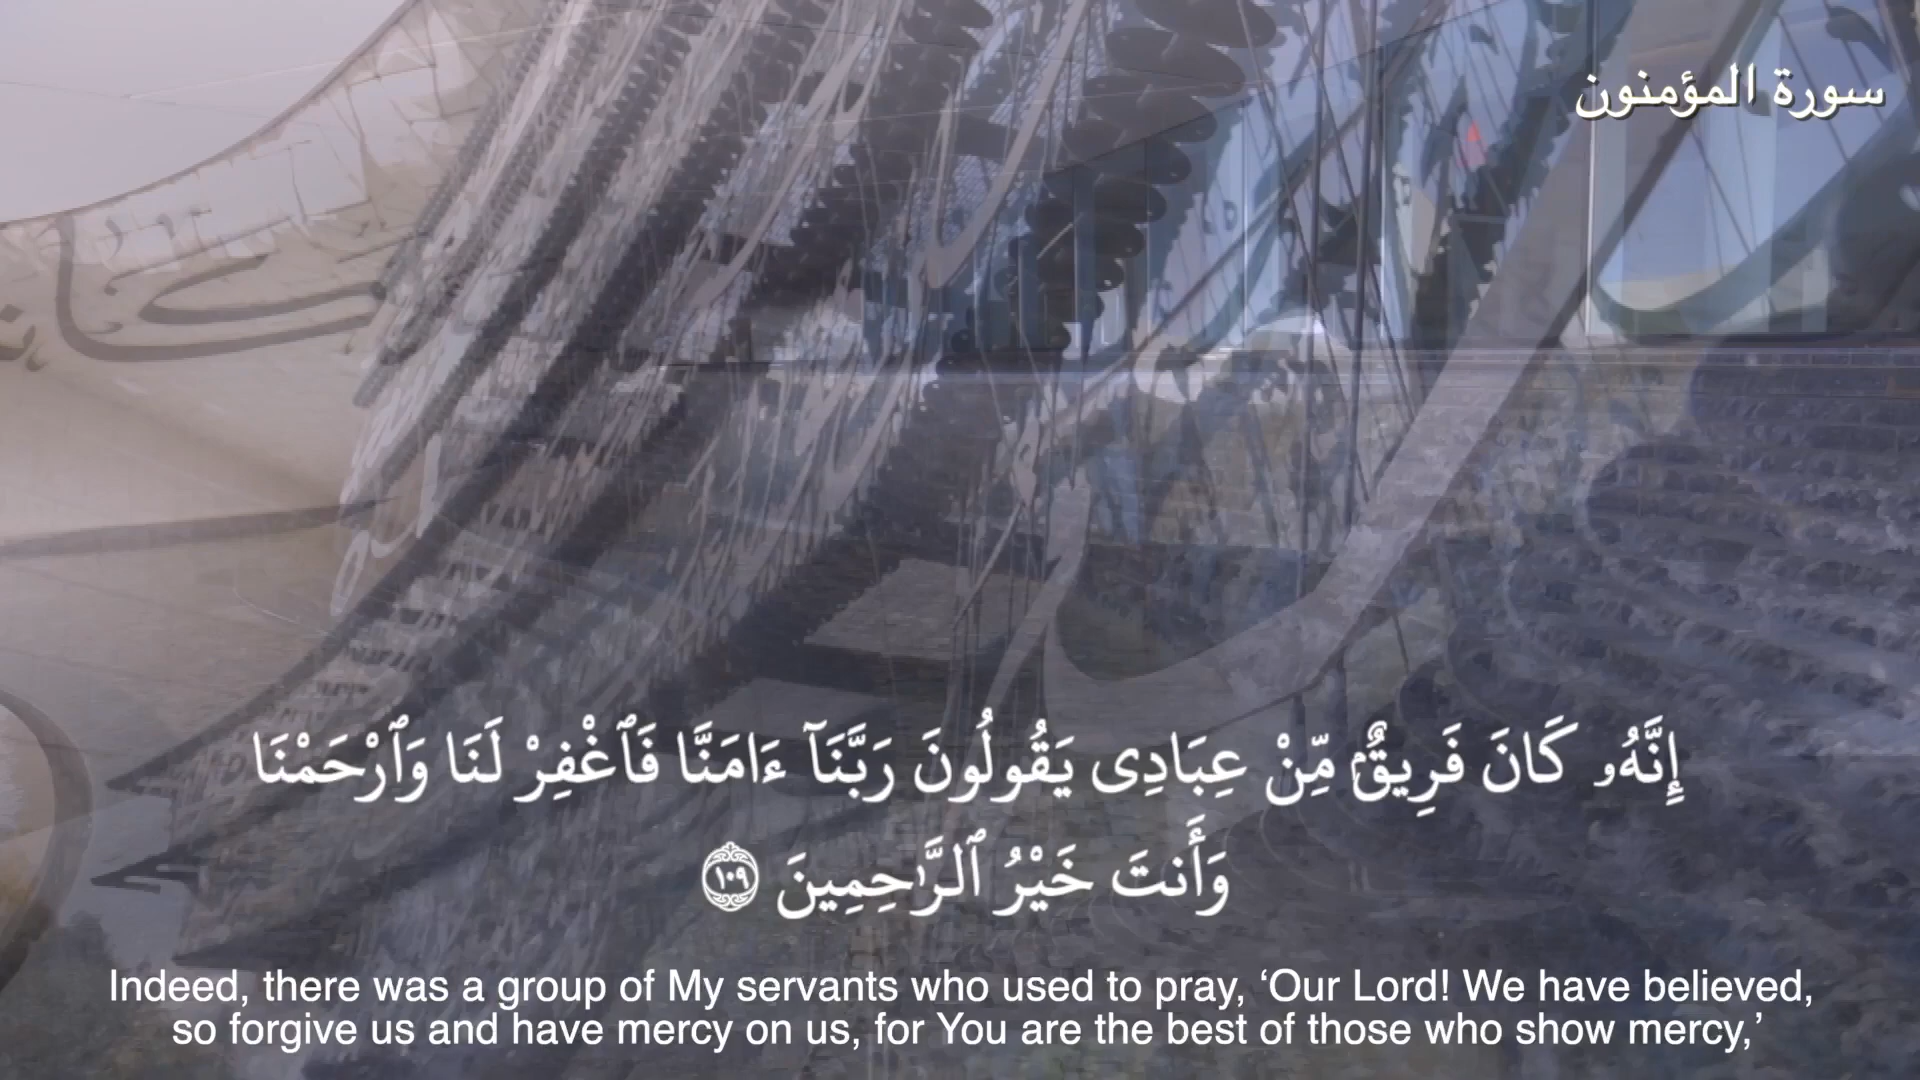 سورة المؤمنون
إِنَّهُۥ كَانَ فَرِيقٌۭ مِّنْ عِبَادِى يَقُولُونَ رَبَّنَآ ءَامَنَّا فَٱغْفِرْ لَنَا وَٱرْحَمْنَا
وَأَنتَ خَيْرُ ٱلرَّٰحِمِينَ ١٠٩
Indeed, there was a group of My servants who used to pray, ‘Our Lord! We have believed,
so forgive us and have mercy on us, for You are the best of those who show mercy,’